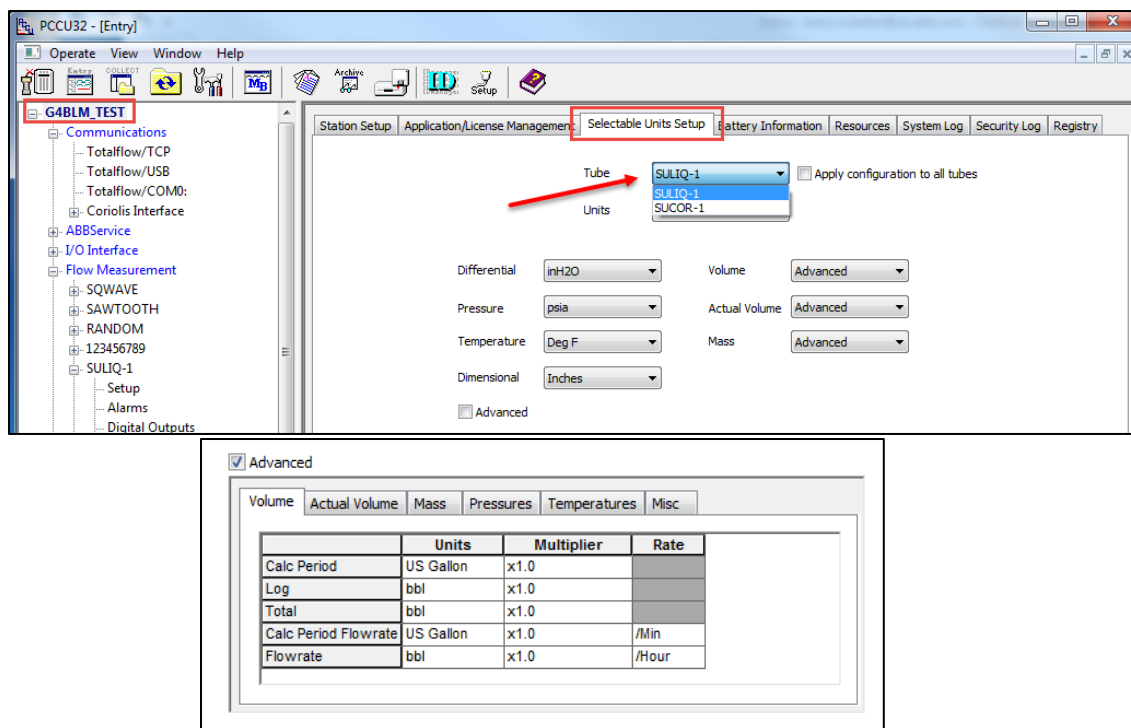 PCCU32 - [Entry]
Operate View Window Help
Entry COLLECT MB Archive ID Manager Setup
G4BLM_TEST
Communications
Totalflow/TCP
Totalflow/USB
Totalflow/COM0:
Coriolis Interface
ABBService
I/O Interface
Flow Measurement
SQWAVE
SAWTOOTH
RANDOM
123456789
SULIQ-1
Setup
Alarms
Digital Outputs
Station Setup Application/License Management Selectable Units Setup Battery Information Resources System Log Security Log Registry
Tube SULIQ-1 Apply configuration to all tubes
SULIQ-1
Units SUCOR-1
Differential inH2O Volume Advanced
Pressure psia Actual Volume Advanced
Temperature Deg F Mass Advanced
Dimensional Inches
Advanced
Advanced
Volume Actual Volume Mass Pressures Temperatures Misc
Units Multiplier Rate
Calc Period US Gallon x1.0
Log bbl x1.0
Total bbl x1.0
Calc Period Flowrate US Gallon x1.0 /Min
Flowrate bbl x1.0 /Hour